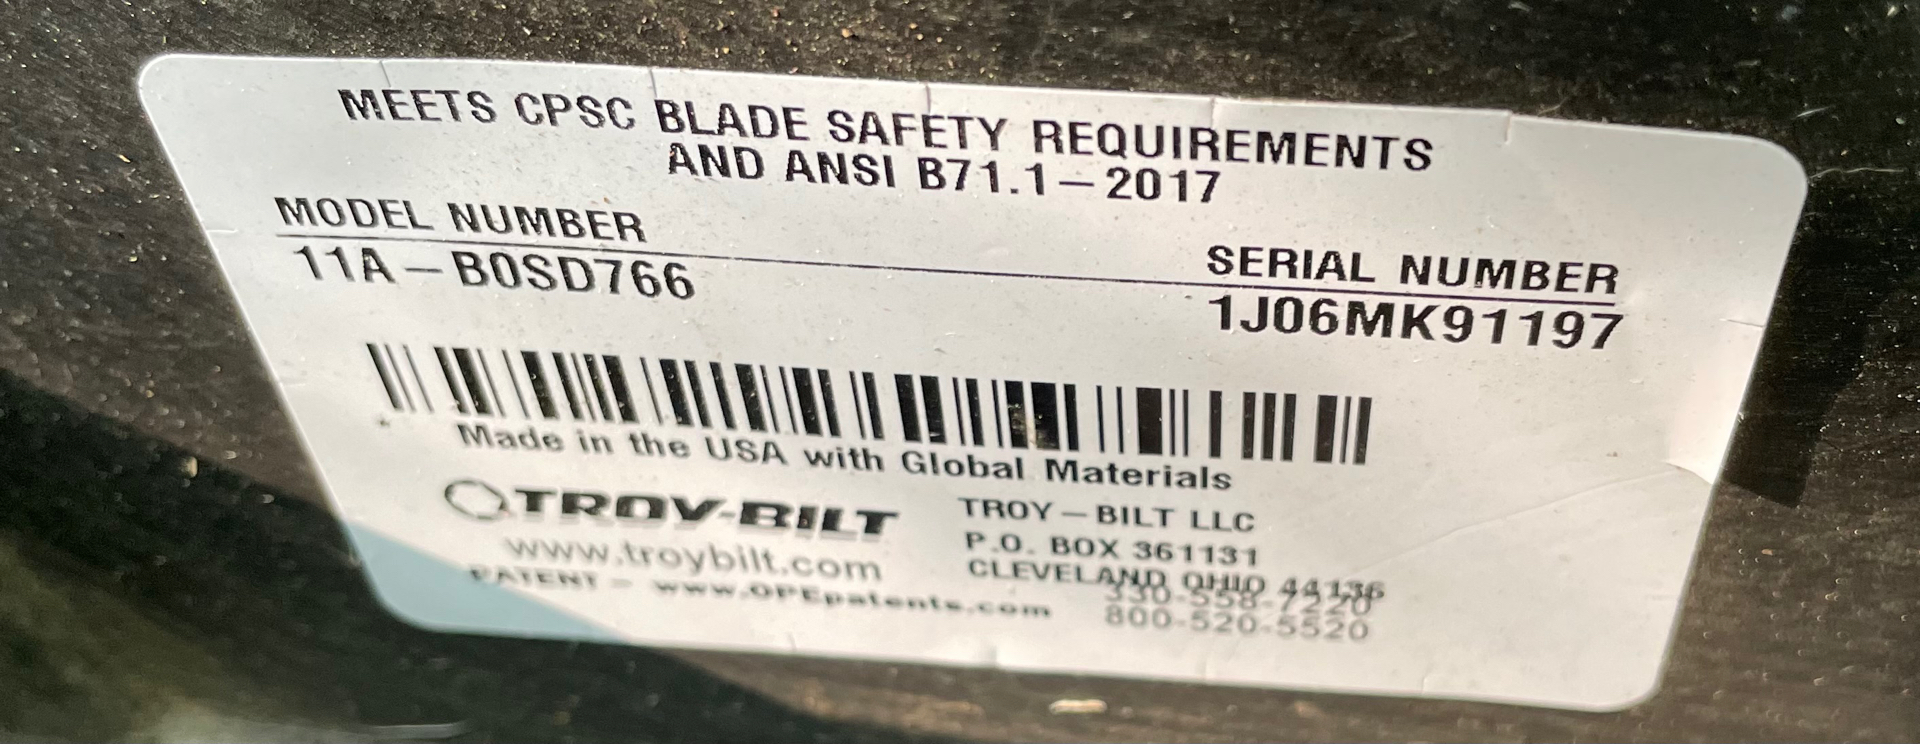 MEETS CPSC BLADE SAFETY REQUIREMENTS
AND ANSI B71.1-2017
MODEL NUMBER
11A-B0SD766
SERIAL NUMBER
1J06MK91197
Made in the USA with Global Materials
TROY-BILT
www.troybilt.com
PATENT - www.OPEpatents.com
TROY-BILT LLC
P.O. BOX 361131
CLEVELAND OHIO 44136
330-558-7220
800-520-5520